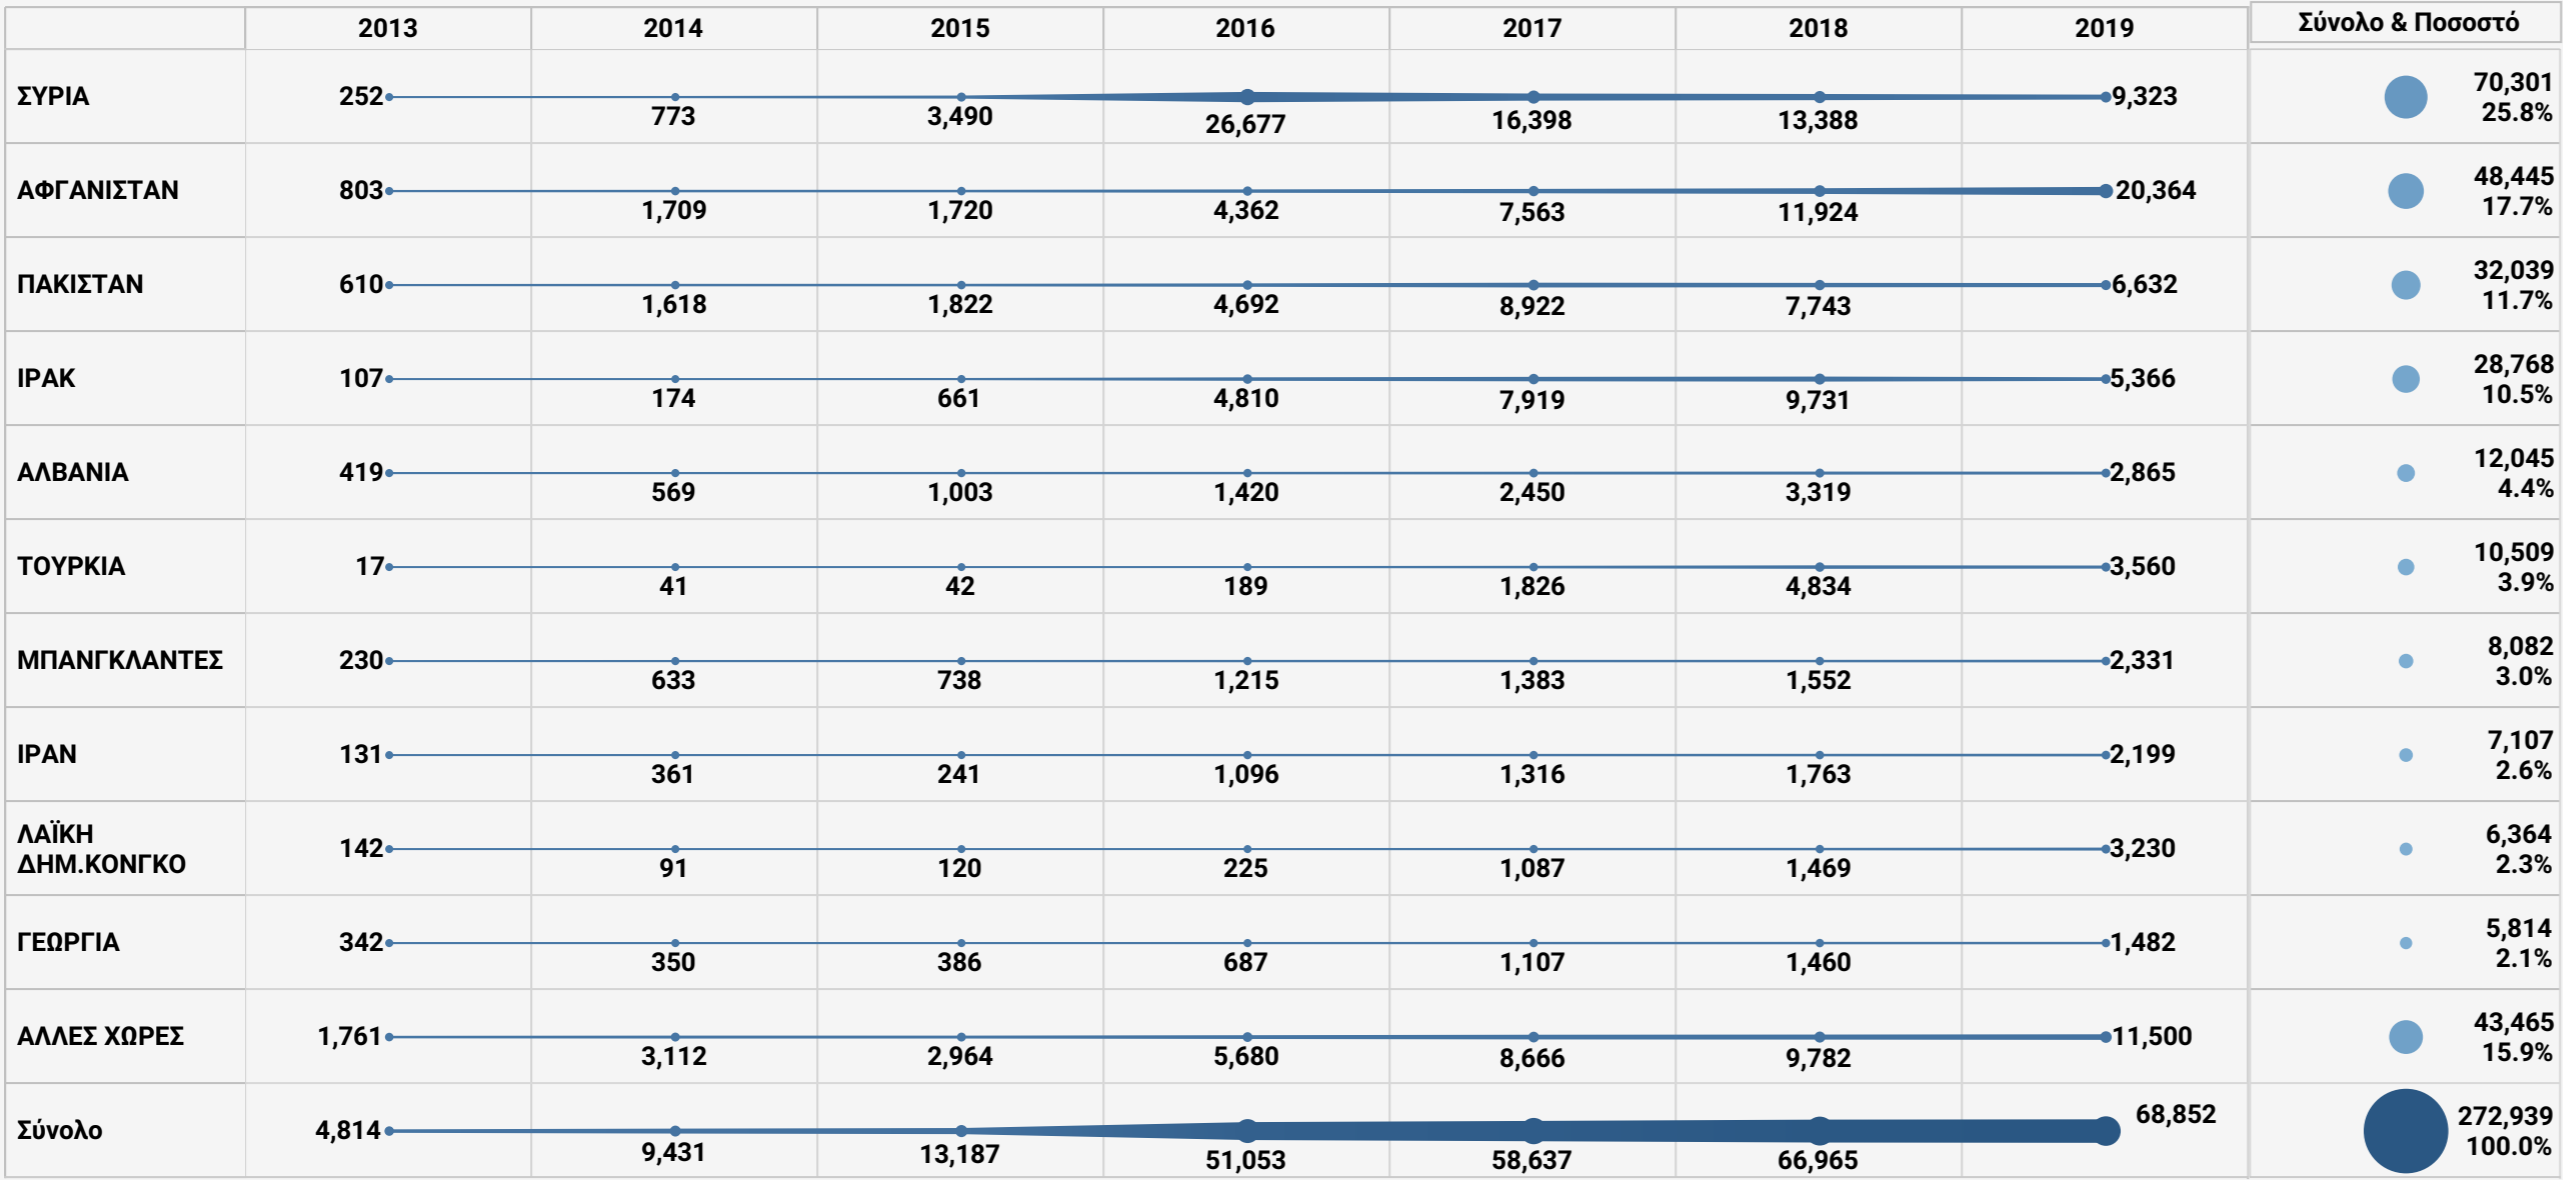 2013 2014 2015 2016 2017 2018 2019 Σύνολο & Ποσοστό
ΣΥΡΙΑ 252 773 3,490 26,677 16,398 13,388 9,323 70,301
25.8%
ΑΦΓΑΝΙΣΤΑΝ 803 1,709 1,720 4,362 7,563 11,924 20,364 48,445
17.7%
ΠΑΚΙΣΤΑΝ 610 1,618 1,822 4,692 8,922 7,743 6,632 32,039
11.7%
ΙΡΑΚ 107 174 661 4,810 7,919 9,731 5,366 28,768
10.5%
ΑΛΒΑΝΙΑ 419 569 1,003 1,420 2,450 3,319 2,865 12,045
4.4%
ΤΟΥΡΚΙΑ 17 41 42 189 1,826 4,834 3,560 10,509
3.9%
ΜΠΑΝΓΚΛΑΝΤΕΣ 230 633 738 1,215 1,383 1,552 2,331 8,082
3.0%
ΙΡΑΝ 131 361 241 1,096 1,316 1,763 2,199 7,107
2.6%
ΛΑΪΚΗ
ΔΗΜ.ΚΟΝΓΚΟ 142 91 120 225 1,087 1,469 3,230 6,364
2.3%
ΓΕΩΡΓΙΑ 342 350 386 687 1,107 1,460 1,482 5,814
2.1%
ΑΛΛΕΣ ΧΩΡΕΣ 1,761 3,112 2,964 5,680 8,666 9,782 11,500 43,465
15.9%
Σύνολο 4,814 9,431 13,187 51,053 58,637 66,965 68,852 272,939
100.0%